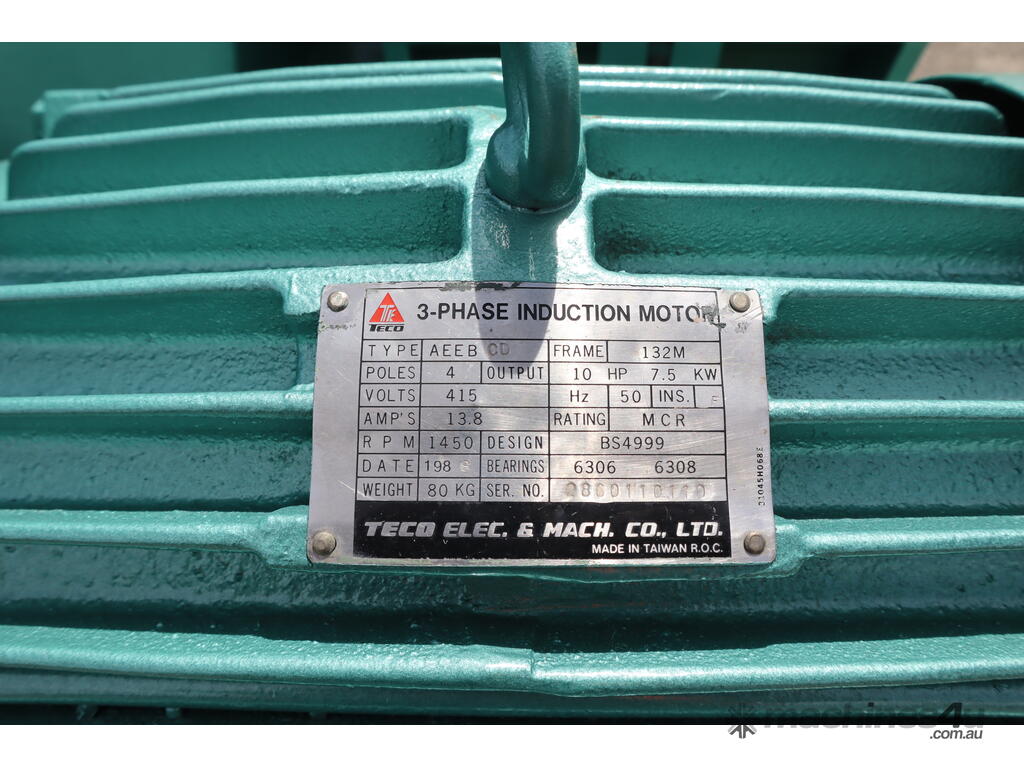 TECO 3-PHASE INDUCTION MOTOR
TYPE AEEB CD FRAME 132M
POLES 4 OUTPUT 10 HP 7.5 KW
VOLTS 415 Hz 50 INS. F
AMP'S 13.8 RATING MCR
RPM 1450 DESIGN BS4999
DATE 198 BEARINGS 6306 6308
WEIGHT 80 KG SER. NO.
TECO ELEC. & MACH. CO., LTD.
MADE IN TAIWAN R.O.C.
machines4u
.com.au